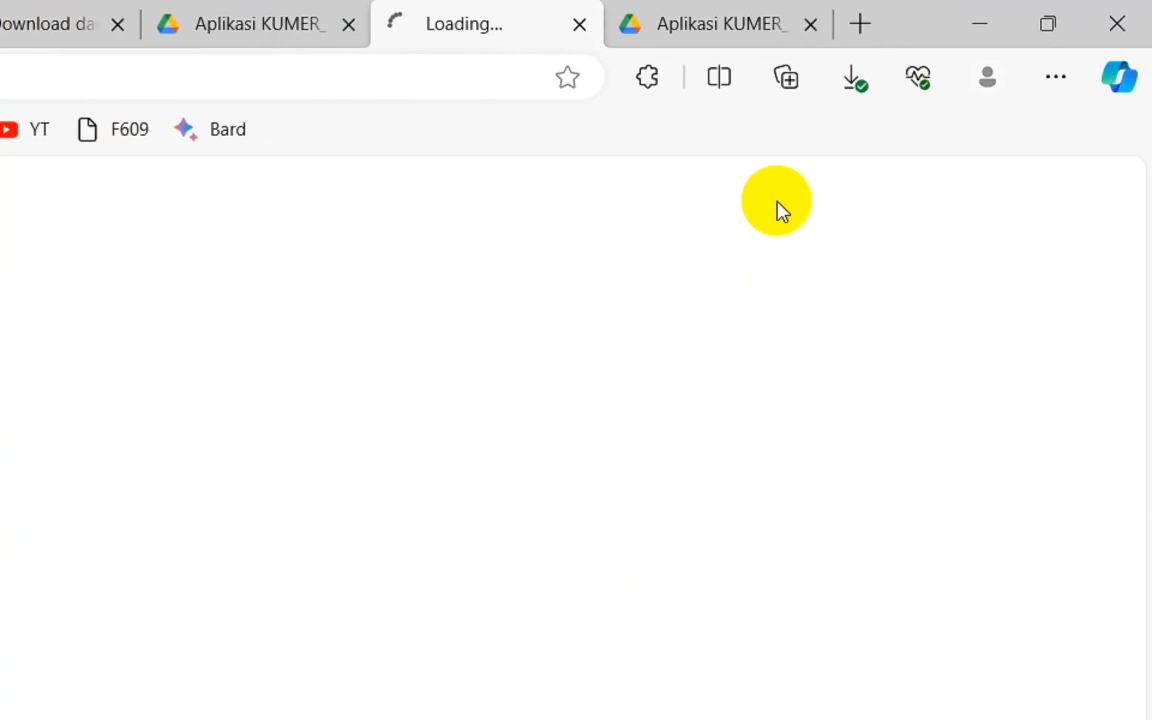 ownload da
Aplikasi KUMER_
Loading...
Aplikasi KUMER_
YT
F609
Bard